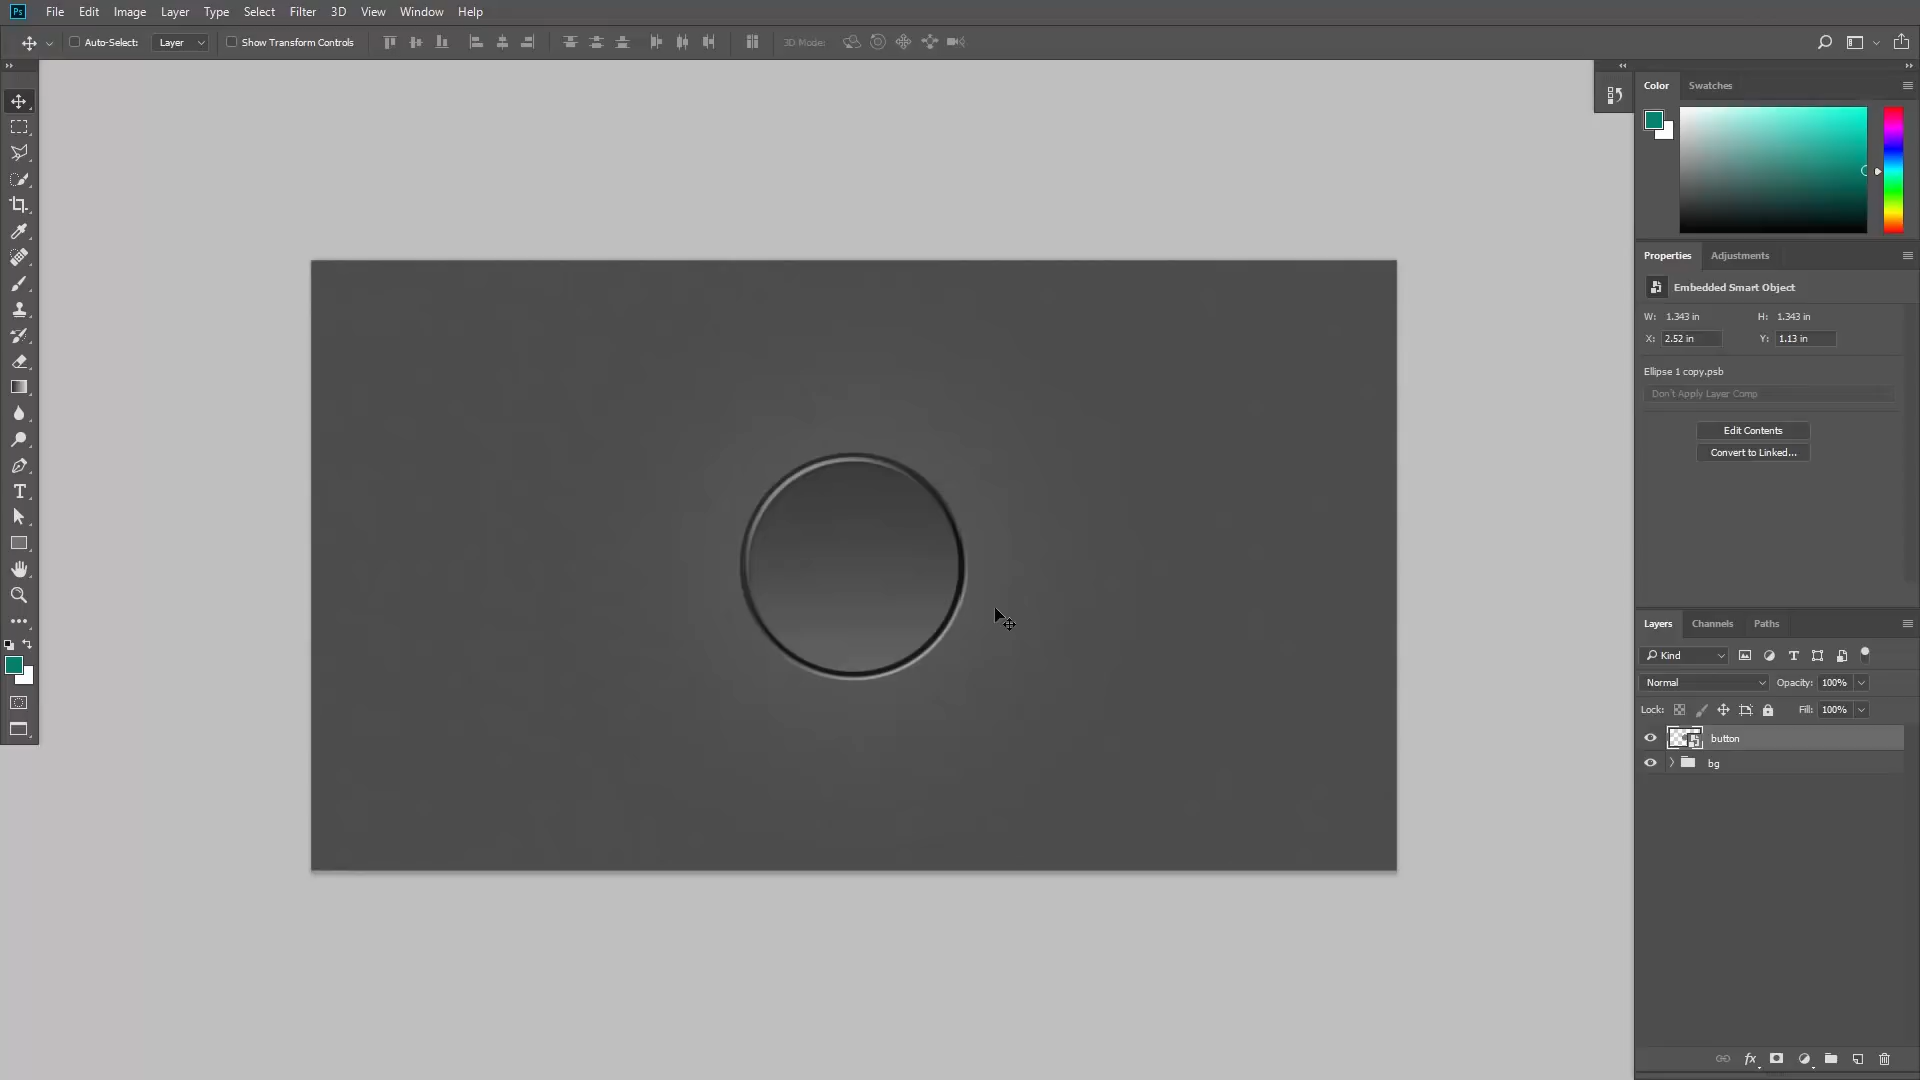 Ps File Edit Image Layer Type Select Filter 3D View Window Help
Auto-Select: Layer Show Transform Controls 3D Mode:
Color Swatches
Properties Adjustments
Embedded Smart Object
W: 1.343 in H: 1.343 in
X: 2.52 in Y: 1.13 in
Ellipse 1 copy.psb
Don't Apply Layer Comp
Edit Contents
Convert to Linked...
Layers Channels Paths
Kind
Normal Opacity: 100%
Lock: Fill: 100%
button
bg
fx